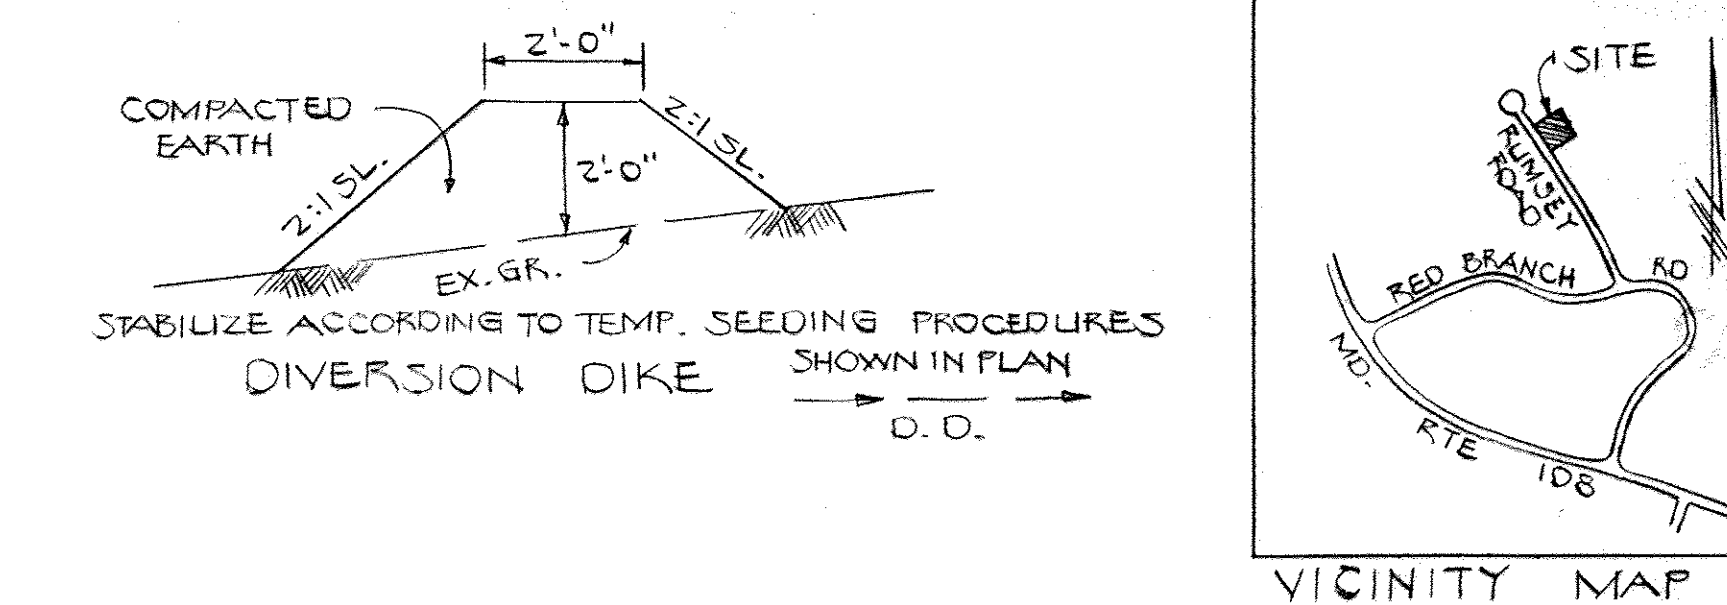 2'-0"
COMPACTED
EARTH
2:1 SL.
2'-0"
2:1 SL.
EX. GR.
STABILIZE ACCORDING TO TEMP. SEEDING PROCEDURES
DIVERSION DIKE
SHOWN IN PLAN
D. D.
SITE
RUMSEY
ROAD
RED BRANCH RD
MD. RTE 108
VICINITY MAP